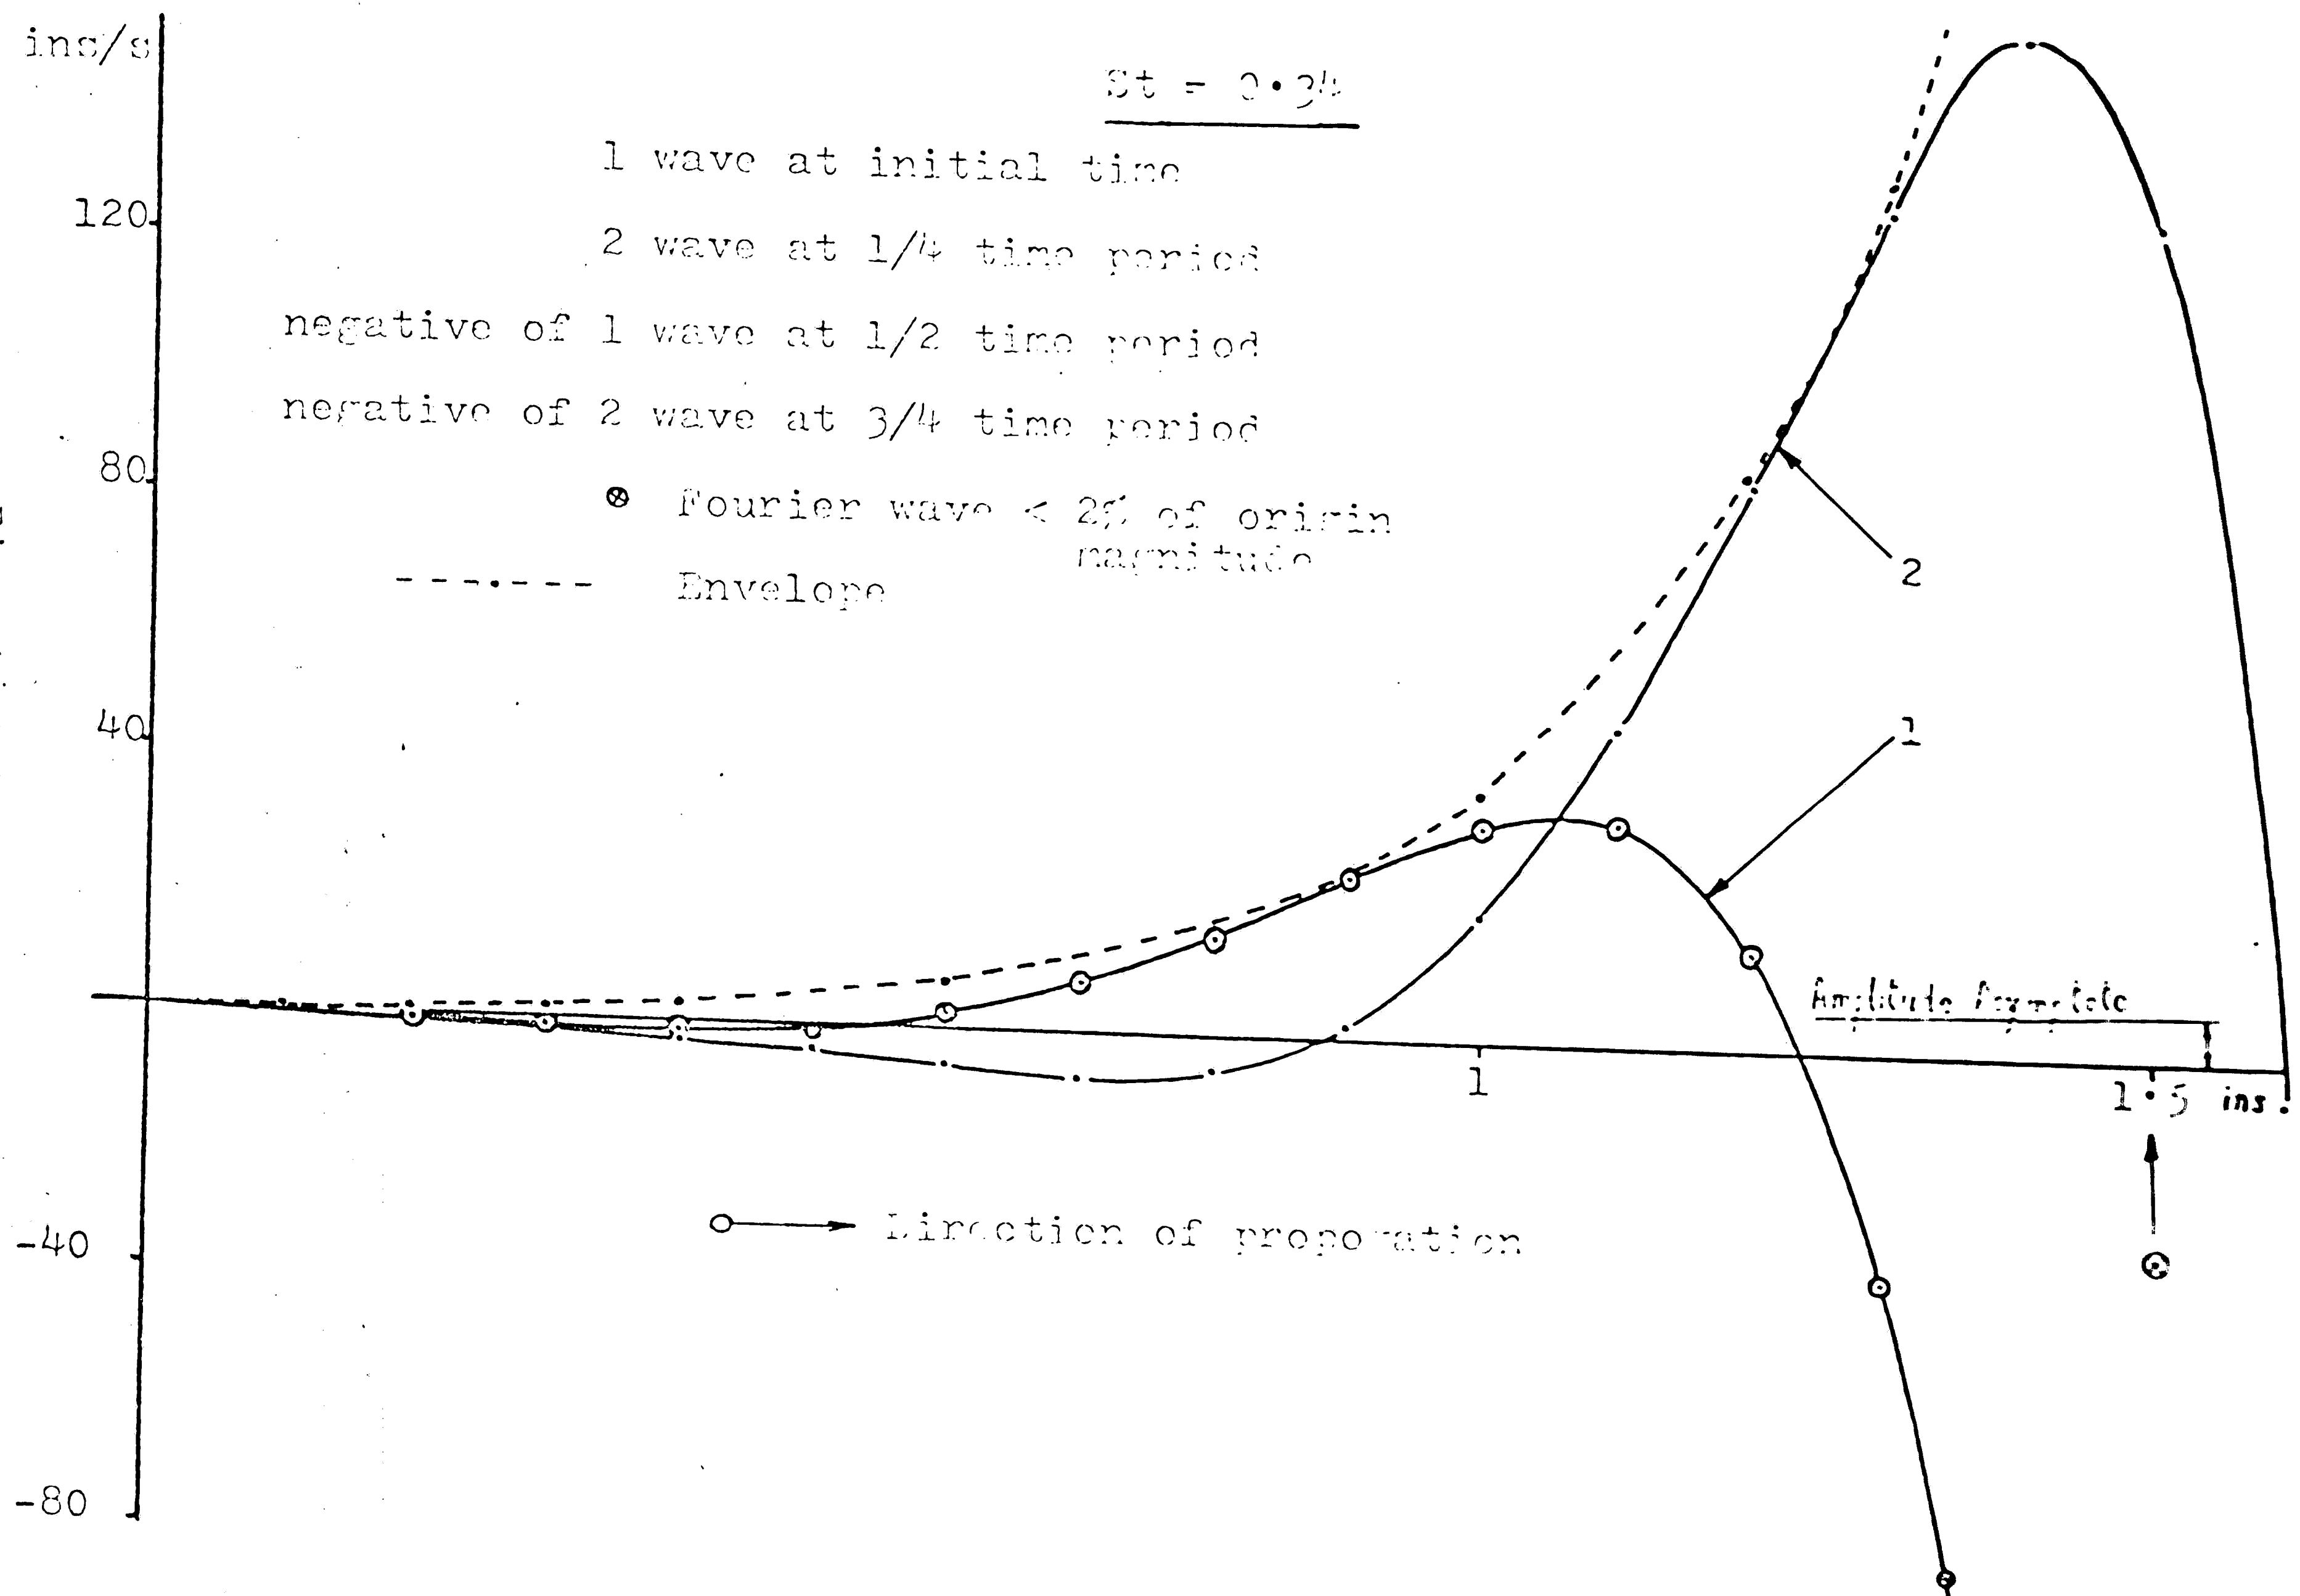 ins/s
St = 0.34
1 wave at initial time
120
2 wave at 1/4 time period
negative of 1 wave at 1/2 time period
negative of 2 wave at 3/4 time period
80
Fourier wave < 2% of origin
magnitude
Envelope
2
40
1
Amplitude Asymptote
1
1.5 ins.
-40
Direction of propogation
-80